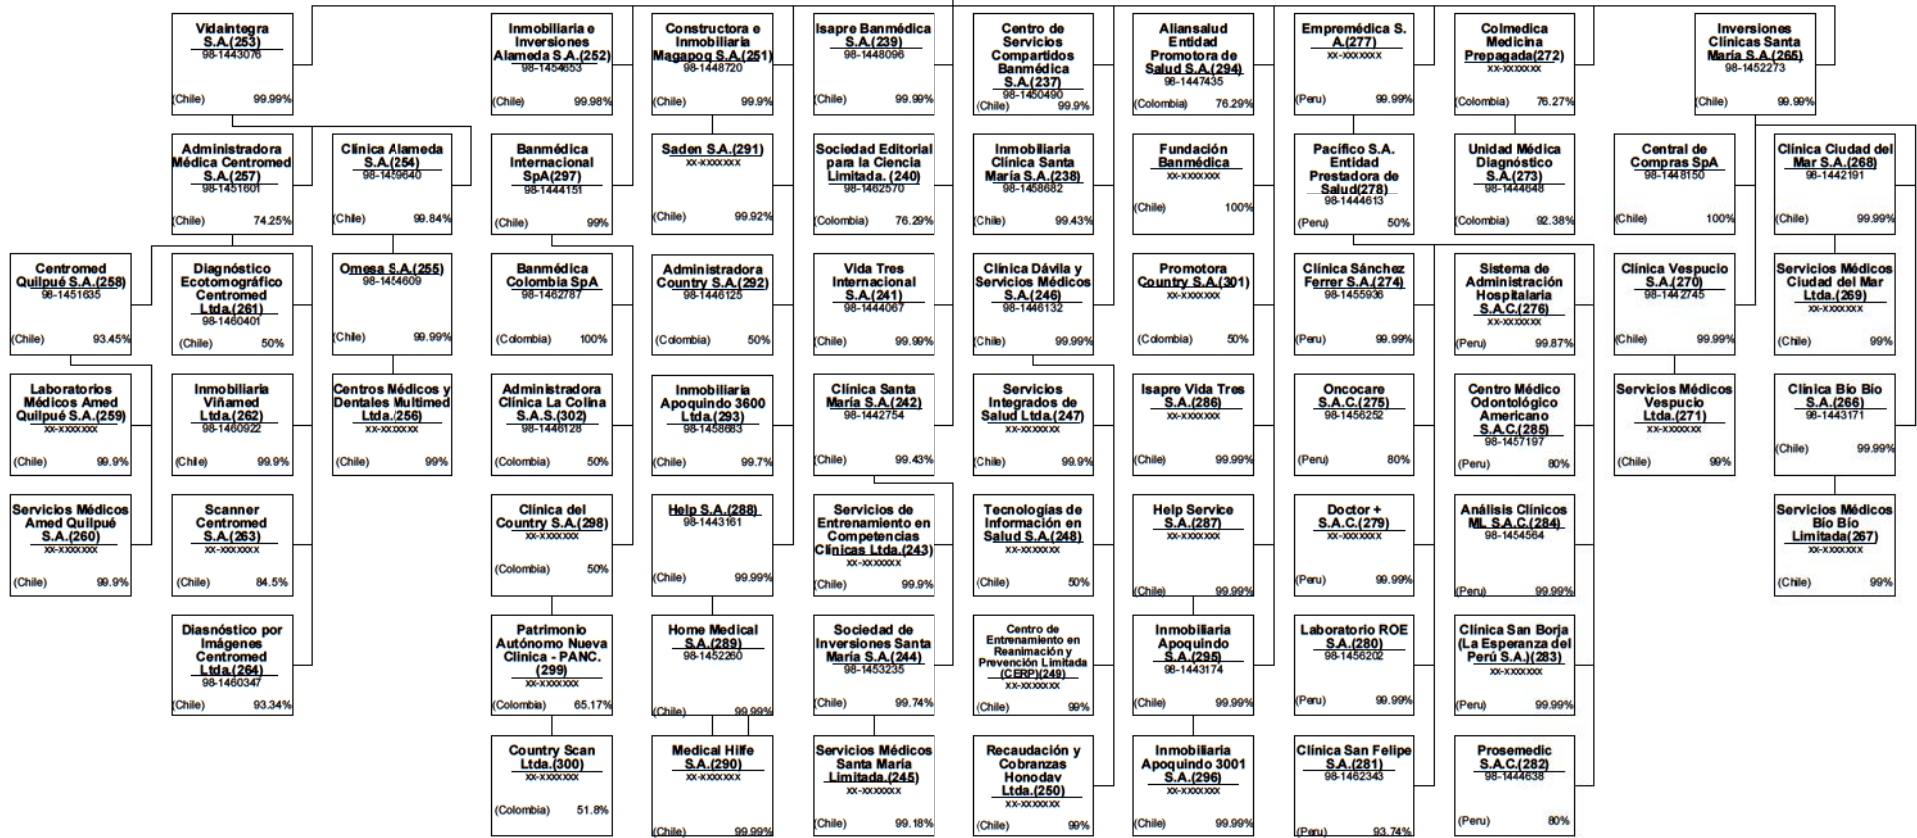 Vidaintegra
S.A.(253)
98-1443076
(Chile) 99.99%
Inmobiliaria e
Inversiones
Alameda S.A.(252)
98-1454653
(Chile) 99.98%
Constructora e
Inmobiliaria
Magapoq S.A.(251)
98-1448720
(Chile) 99.9%
Isapre Banmédica
S.A.(239)
98-1448096
(Chile) 99.99%
Centro de
Servicios
Compartidos
Banmédica
S.A.(237)
98-1450490
(Chile) 99.9%
Aliansalud
Entidad
Promotora de
Salud S.A.(294)
98-1447435
(Colombia) 76.29%
Empremédica S.
A.(277)
xx-xxxxxxx
(Peru) 99.99%
Colmedica
Medicina
Prepagada(272)
xx-xxxxxxx
(Colombia) 76.27%
Inversiones
Clínicas Santa
María S.A.(265)
98-1452273
(Chile) 99.99%
Administradora
Médica Centromed
S.A.(257)
98-1451601
(Chile) 74.25%
Clínica Alameda
S.A.(254)
98-1459640
(Chile) 99.84%
Banmédica
Internacional
SpA(297)
98-1444151
(Chile) 99%
Saden S.A.(291)
xx-xxxxxxx
(Chile) 99.92%
Sociedad Editorial
para la Ciencia
Limitada. (240)
98-1462570
(Colombia) 76.29%
Inmobiliaria
Clínica Santa
María S.A.(238)
98-1458682
(Chile) 99.43%
Fundación
Banmédica
xx-xxxxxxx
(Chile) 100%
Pacífico S.A.
Entidad
Prestadora de
Salud(278)
98-1444613
(Peru) 50%
Unidad Médica
Diagnóstico
S.A.(273)
98-1444648
(Colombia) 92.38%
Central de
Compras SpA
98-1448150
(Chile) 100%
Clínica Ciudad del
Mar S.A.(268)
98-1442191
(Chile) 99.99%
Centromed
Quilpué S.A.(258)
98-1451635
(Chile) 93.45%
Diagnóstico
Ecotomográfico
Centromed
Ltda.(261)
98-1460401
(Chile) 50%
Omesa S.A.(255)
98-1454609
(Chile) 99.99%
Banmédica
Colombia SpA
98-1462787
(Colombia) 100%
Administradora
Country S.A.(292)
98-1446125
(Colombia) 50%
Vida Tres
Internacional
S.A.(241)
98-1444067
(Chile) 99.99%
Clínica Dávila y
Servicios Médicos
S.A.(246)
98-1446132
(Chile) 99.99%
Promotora
Country S.A.(301)
xx-xxxxxxx
(Colombia) 50%
Clínica Sánchez
Ferrer S.A.(274)
98-1455936
(Peru) 99.99%
Sistema de
Administración
Hospitalaria
S.A.C.(276)
xx-xxxxxxx
(Peru) 99.87%
Clínica Vespucio
S.A.(270)
98-1442745
(Chile) 99.99%
Servicios Médicos
Ciudad del Mar
Ltda.(269)
xx-xxxxxxx
(Chile) 99%
Laboratorios
Médicos Amed
Quilpué S.A.(259)
xx-xxxxxxx
(Chile) 99.9%
Inmobiliaria
Viñamed
Ltda.(262)
98-1460922
(Chile) 99.9%
Centros Médicos y
Dentales Multimed
Ltda.(256)
xx-xxxxxxx
(Chile) 99%
Administradora
Clínica La Colina
S.A.S.(302)
98-1446128
(Colombia) 50%
Inmobiliaria
Apoquindo 3600
Ltda.(293)
98-1458683
(Chile) 99.7%
Clínica Santa
María S.A.(242)
98-1442754
(Chile) 99.43%
Servicios
Integrados de
Salud Ltda.(247)
xx-xxxxxxx
(Chile) 99.9%
Isapre Vida Tres
S.A.(286)
xx-xxxxxxx
(Chile) 99.99%
Oncocare
S.A.C.(275)
98-1456252
(Peru) 80%
Centro Médico
Odontológico
Americano
S.A.C.(285)
98-1457197
(Peru) 80%
Servicios Médicos
Vespucio
Ltda.(271)
xx-xxxxxxx
(Chile) 99%
Clínica Bío Bío
S.A.(266)
98-1443171
(Chile) 99.99%
Servicios Médicos
Amed Quilpué
S.A.(260)
xx-xxxxxxx
(Chile) 99.9%
Scanner
Centromed
S.A.(263)
xx-xxxxxxx
(Chile) 84.5%
Clínica del
Country S.A.(298)
xx-xxxxxxx
(Colombia) 50%
Help S.A.(288)
98-1443161
(Chile) 99.99%
Servicios de
Entrenamiento en
Competencias
Clínicas Ltda.(243)
xx-xxxxxxx
(Chile) 99.9%
Tecnologías de
Información en
Salud S.A.(248)
xx-xxxxxxx
(Chile) 50%
Help Service
S.A.(287)
xx-xxxxxxx
(Chile) 99.99%
Doctor +
S.A.C.(279)
xx-xxxxxxx
(Peru) 99.99%
Análisis Clínicos
ML S.A.C.(284)
98-1454564
(Peru) 99.99%
Servicios Médicos
Bío Bío
Limitada(267)
xx-xxxxxxx
(Chile) 99%
Diasnóstico por
Imágenes
Centromed
Ltda.(264)
98-1460347
(Chile) 93.34%
Patrimonio
Autónomo Nueva
Clinica - PANC.
(299)
xx-xxxxxxx
(Colombia) 65.17%
Home Medical
S.A.(289)
98-1452260
(Chile) 99.99%
Sociedad de
Inversiones Santa
María S.A.(244)
98-1453235
(Chile) 99.74%
Centro de
Entrenamiento en
Reanimación y
Prevención Limitada
(CERP)(249)
xx-xxxxxxx
(Chile) 99%
Inmobiliaria
Apoquindo
S.A.(295)
98-1443174
(Chile) 99.99%
Laboratorio ROE
S.A.(280)
98-1456202
(Peru) 99.99%
Clínica San Borja
(La Esperanza del
Perú S.A.)(283)
xx-xxxxxxx
(Peru) 99.99%
Country Scan
Ltda.(300)
xx-xxxxxxx
(Colombia) 51.8%
Medical Hilfe
S.A.(290)
xx-xxxxxxx
(Chile) 99.99%
Servicios Médicos
Santa María
Limitada.(245)
xx-xxxxxxx
(Chile) 99.18%
Recaudación y
Cobranzas
Honodav
Ltda.(250)
xx-xxxxxxx
(Chile) 99%
Inmobiliaria
Apoquindo 3001
S.A.(296)
xx-xxxxxxx
(Chile) 99.99%
Clínica San Felipe
S.A.(281)
98-1462343
(Peru) 93.74%
Prosemedic
S.A.C.(282)
98-1444638
(Peru) 80%